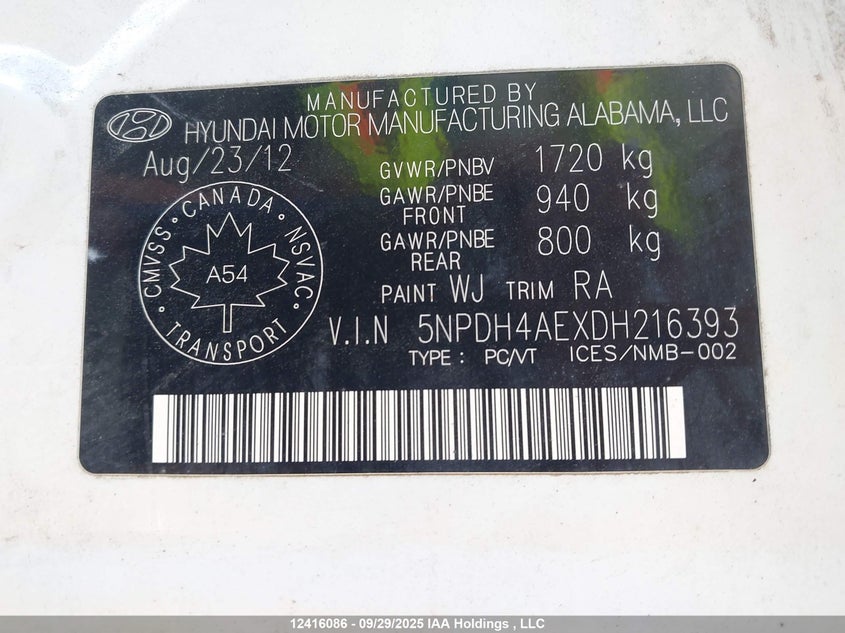 MANUFACTURED BY
HYUNDAI MOTOR MANUFACTURING ALABAMA, LLC
Aug/23/12
GVWR/PNBV 1720 kg
GAWR/PNBE FRONT 940 kg
GAWR/PNBE REAR 800 kg
PAINT WJ TRIM RA
V.I.N 5NPDH4AEXDH216393
TYPE: PC/VT ICES/NMB-002
CMVSS • CANADA • NSVAC • TRANSPORT •
A54
12416086 - 09/29/2025 IAA Holdings , LLC